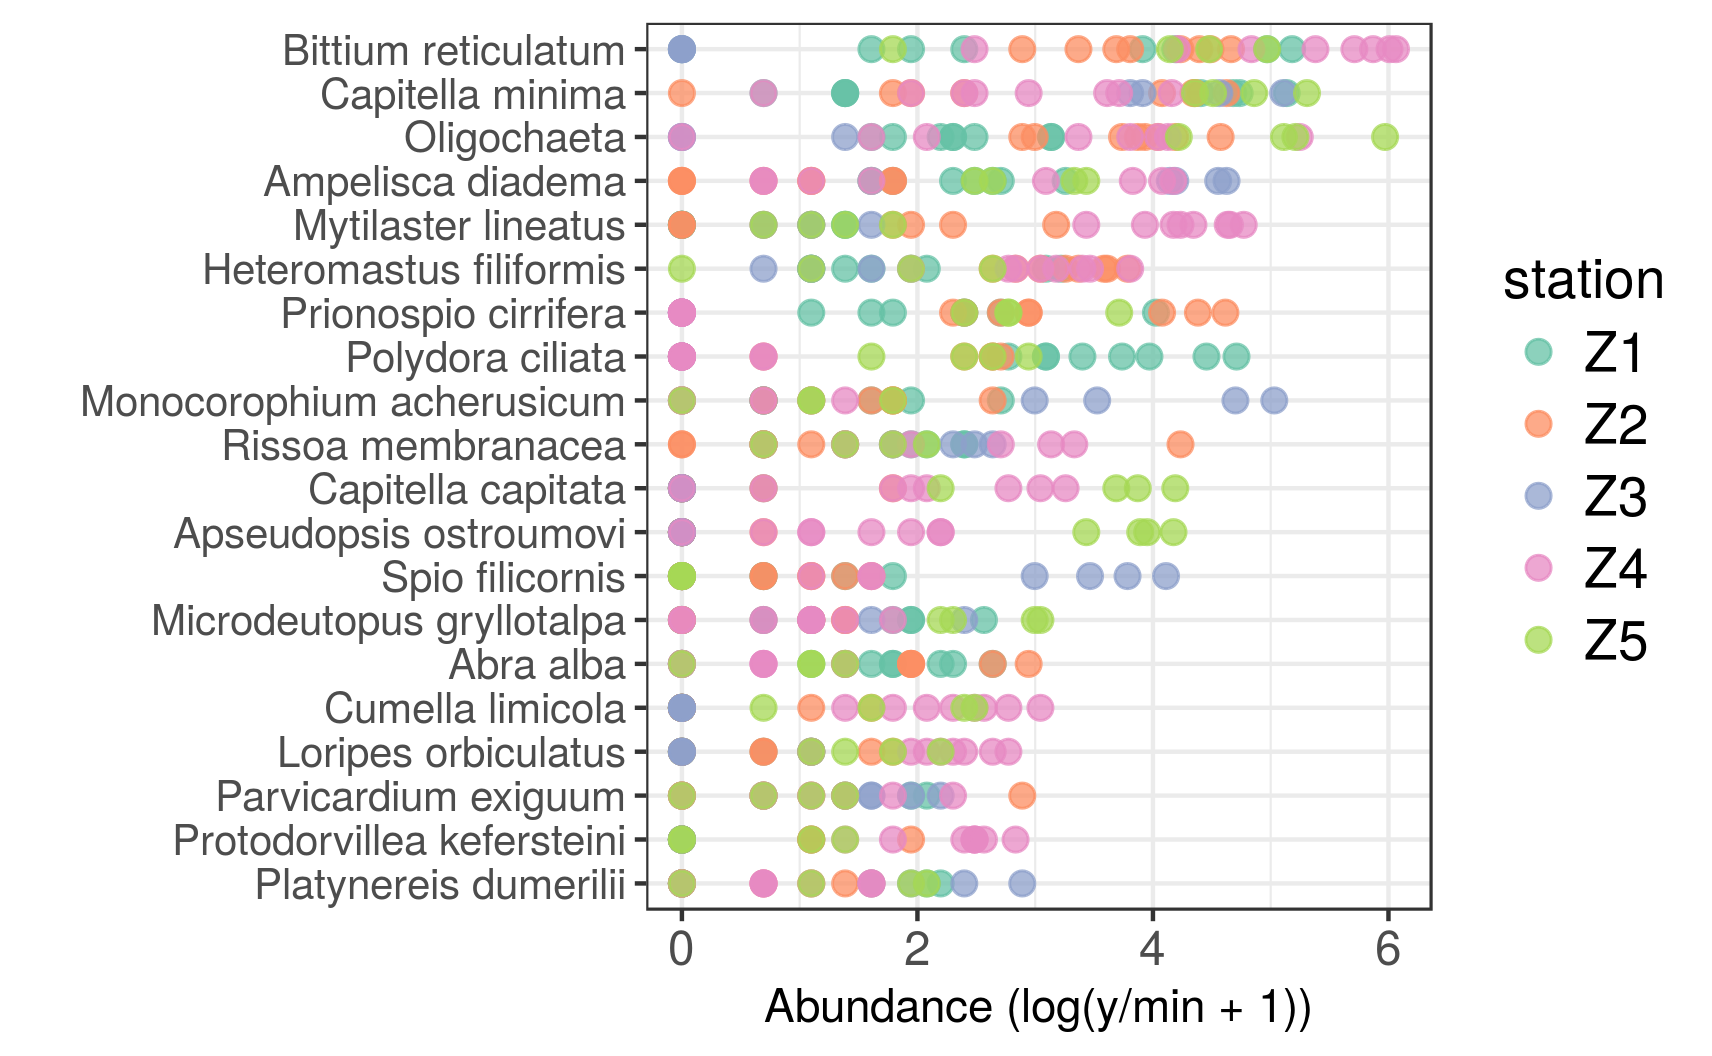 Bittium reticulatum
Capitella minima
Oligochaeta
Ampelisca diadema
Mytilaster lineatus
Heteromastus filiformis
Prionospio cirrifera
Polydora ciliata
Monocorophium acherusicum
Rissoa membranacea
Capitella capitata
Apseudopsis ostroumovi
Spio filicornis
Microdeutopus gryllotalpa
Abra alba
Cumella limicola
Loripes orbiculatus
Parvicardium exiguum
Protodorvillea kefersteini
Platynereis dumerilii
0 2 4 6
Abundance (log(y/min + 1))
station
Z1
Z2
Z3
Z4
Z5